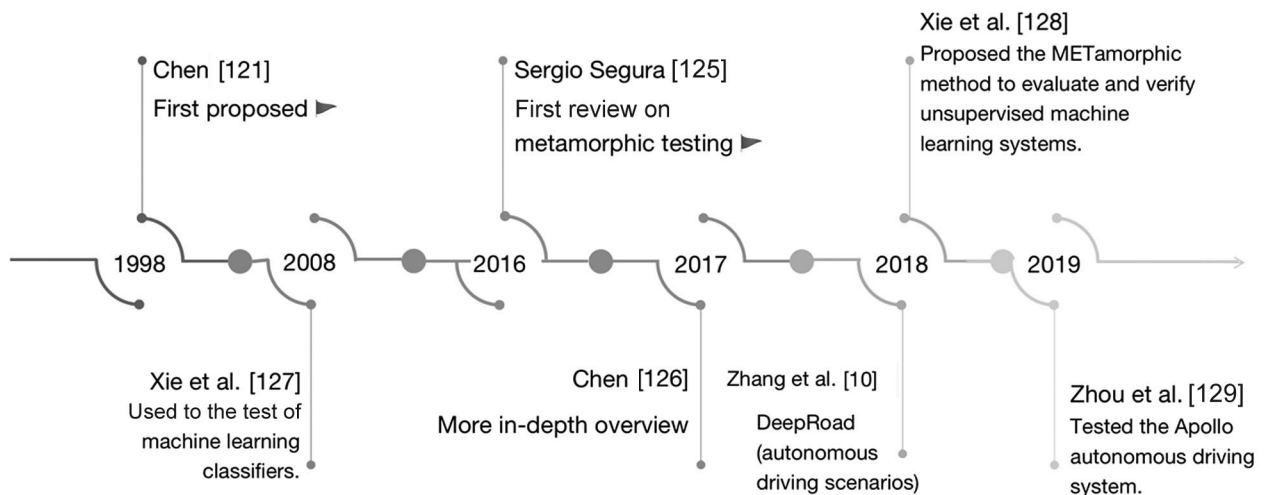 Chen [121]
First proposed
Sergio Segura [125]
First review on
metamorphic testing
Xie et al. [128]
Proposed the METamorphic
method to evaluate and verify
unsupervised machine
learning systems.
1998
2008
2016
2017
2018
2019
Xie et al. [127]
Used to the test of
machine learning
classifiers.
Chen [126]
More in-depth overview
Zhang et al. [10]
DeepRoad
(autonomous
driving scenarios)
Zhou et al. [129]
Tested the Apollo
autonomous driving
system.